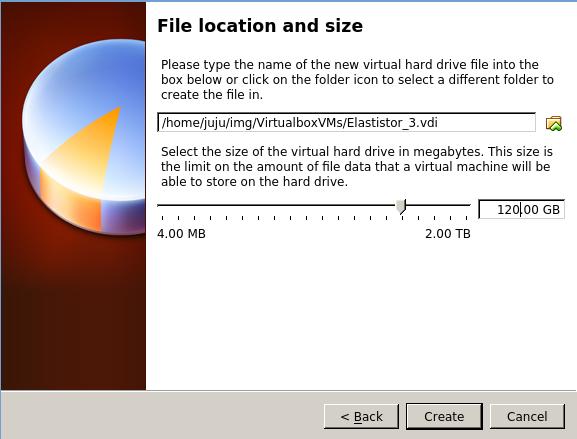 File location and size
Please type the name of the new virtual hard drive file into the
box below or click on the folder icon to select a different folder to
create the file in.
/home/juju/img/VirtualboxVMs/Elastistor_3.vdi
Select the size of the virtual hard drive in megabytes. This size is
the limit on the amount of file data that a virtual machine will be
able to store on the hard drive.
120.00 GB
4.00 MB 2.00 TB
< Back Create Cancel